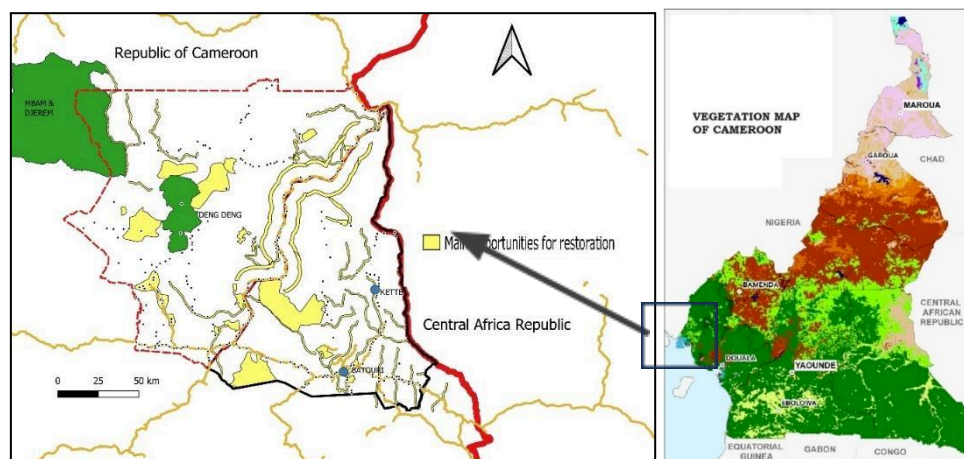 Republic of Cameroon
MBAM &
DJEREM
DENG DENG
KETTE
Central Africa Republic
BATOURI
0 25 50 km
VEGETATION MAP
OF CAMEROON
MAROUA
GAROUA
CHAD
NIGERIA
BAMENDA
CENTRAL
AFRICAN
REPUBLIC
DOUALA
YAOUNDE
EBOLOWA
EQUATORIAL
GUINEA
GABON
CONGO
opportunities for restoration